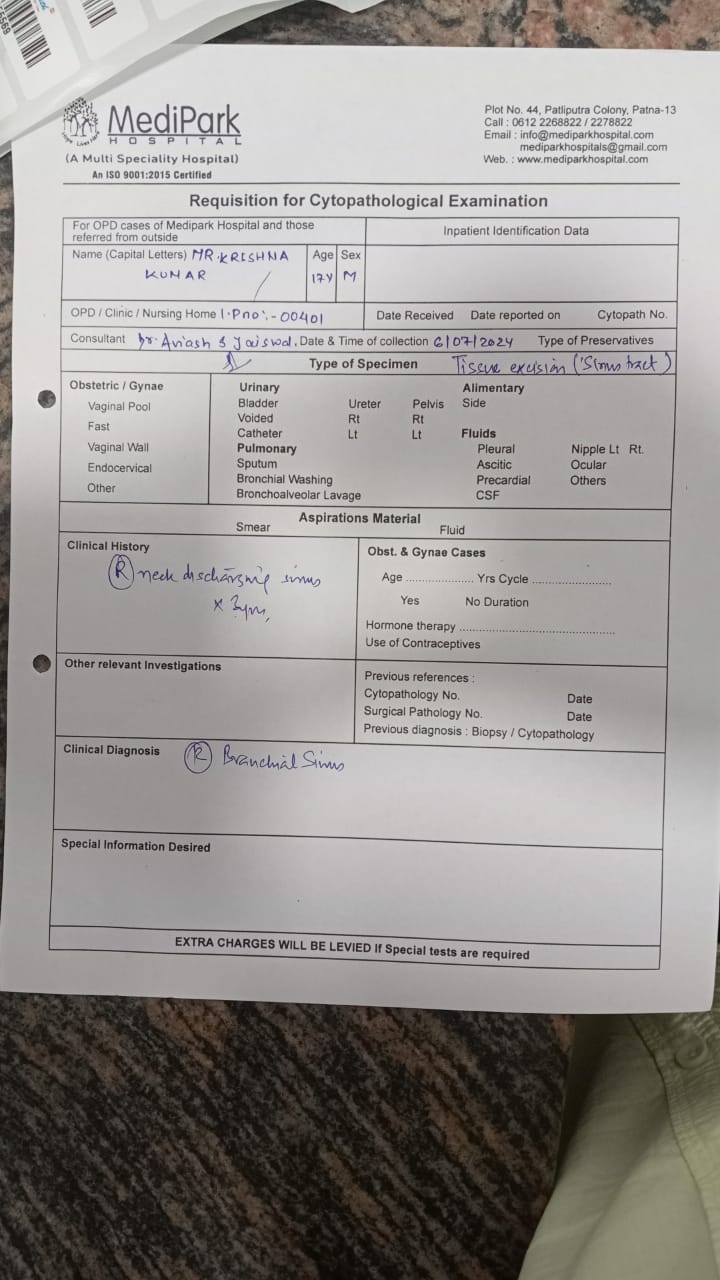 MediPark
HOSPITAL
(A Multi Speciality Hospital)
An ISO 9001:2015 Certified
Plot No. 44, Patliputra Colony, Patna-13
Call : 0612 2268822 / 2278822
Email : info@mediparkhospital.com
mediparkhospitals@gmail.com
Web. : www.mediparkhospital.com
Requisition for Cytopathological Examination
For OPD cases of Medipark Hospital and those
referred from outside
Inpatient Identification Data
Name (Capital Letters) MR. KRISHNA
KUMAR
Age Sex
17Y M
OPD / Clinic / Nursing Home I.P no :- 00401
Date Received Date reported on Cytopath No.
Consultant Dr. Jaiswal. Date & Time of collection 6/07/2024 Type of Preservatives
Type of Specimen Tissue excision (Sinus tract)
Obstetric / Gynae
Vaginal Pool
Fast
Vaginal Wall
Endocervical
Other
Urinary
Bladder Ureter Pelvis
Voided Rt Rt
Catheter Lt Lt
Pulmonary
Sputum
Bronchial Washing
Bronchoalveolar Lavage
Alimentary
Side
Fluids
Pleural Nipple Lt Rt.
Ascitic Ocular
Precardial Others
CSF
Aspirations Material
Smear Fluid
Clinical History
R neck discharging sinus
x 3yrs,
Obst. & Gynae Cases
Age .................... Yrs Cycle .......................
Yes No Duration
Hormone therapy .............................................
Use of Contraceptives
Other relevant Investigations
Previous references :
Cytopathology No. Date
Surgical Pathology No. Date
Previous diagnosis : Biopsy / Cytopathology
Clinical Diagnosis R Branchial Sinus
Special Information Desired
EXTRA CHARGES WILL BE LEVIED If Special tests are required